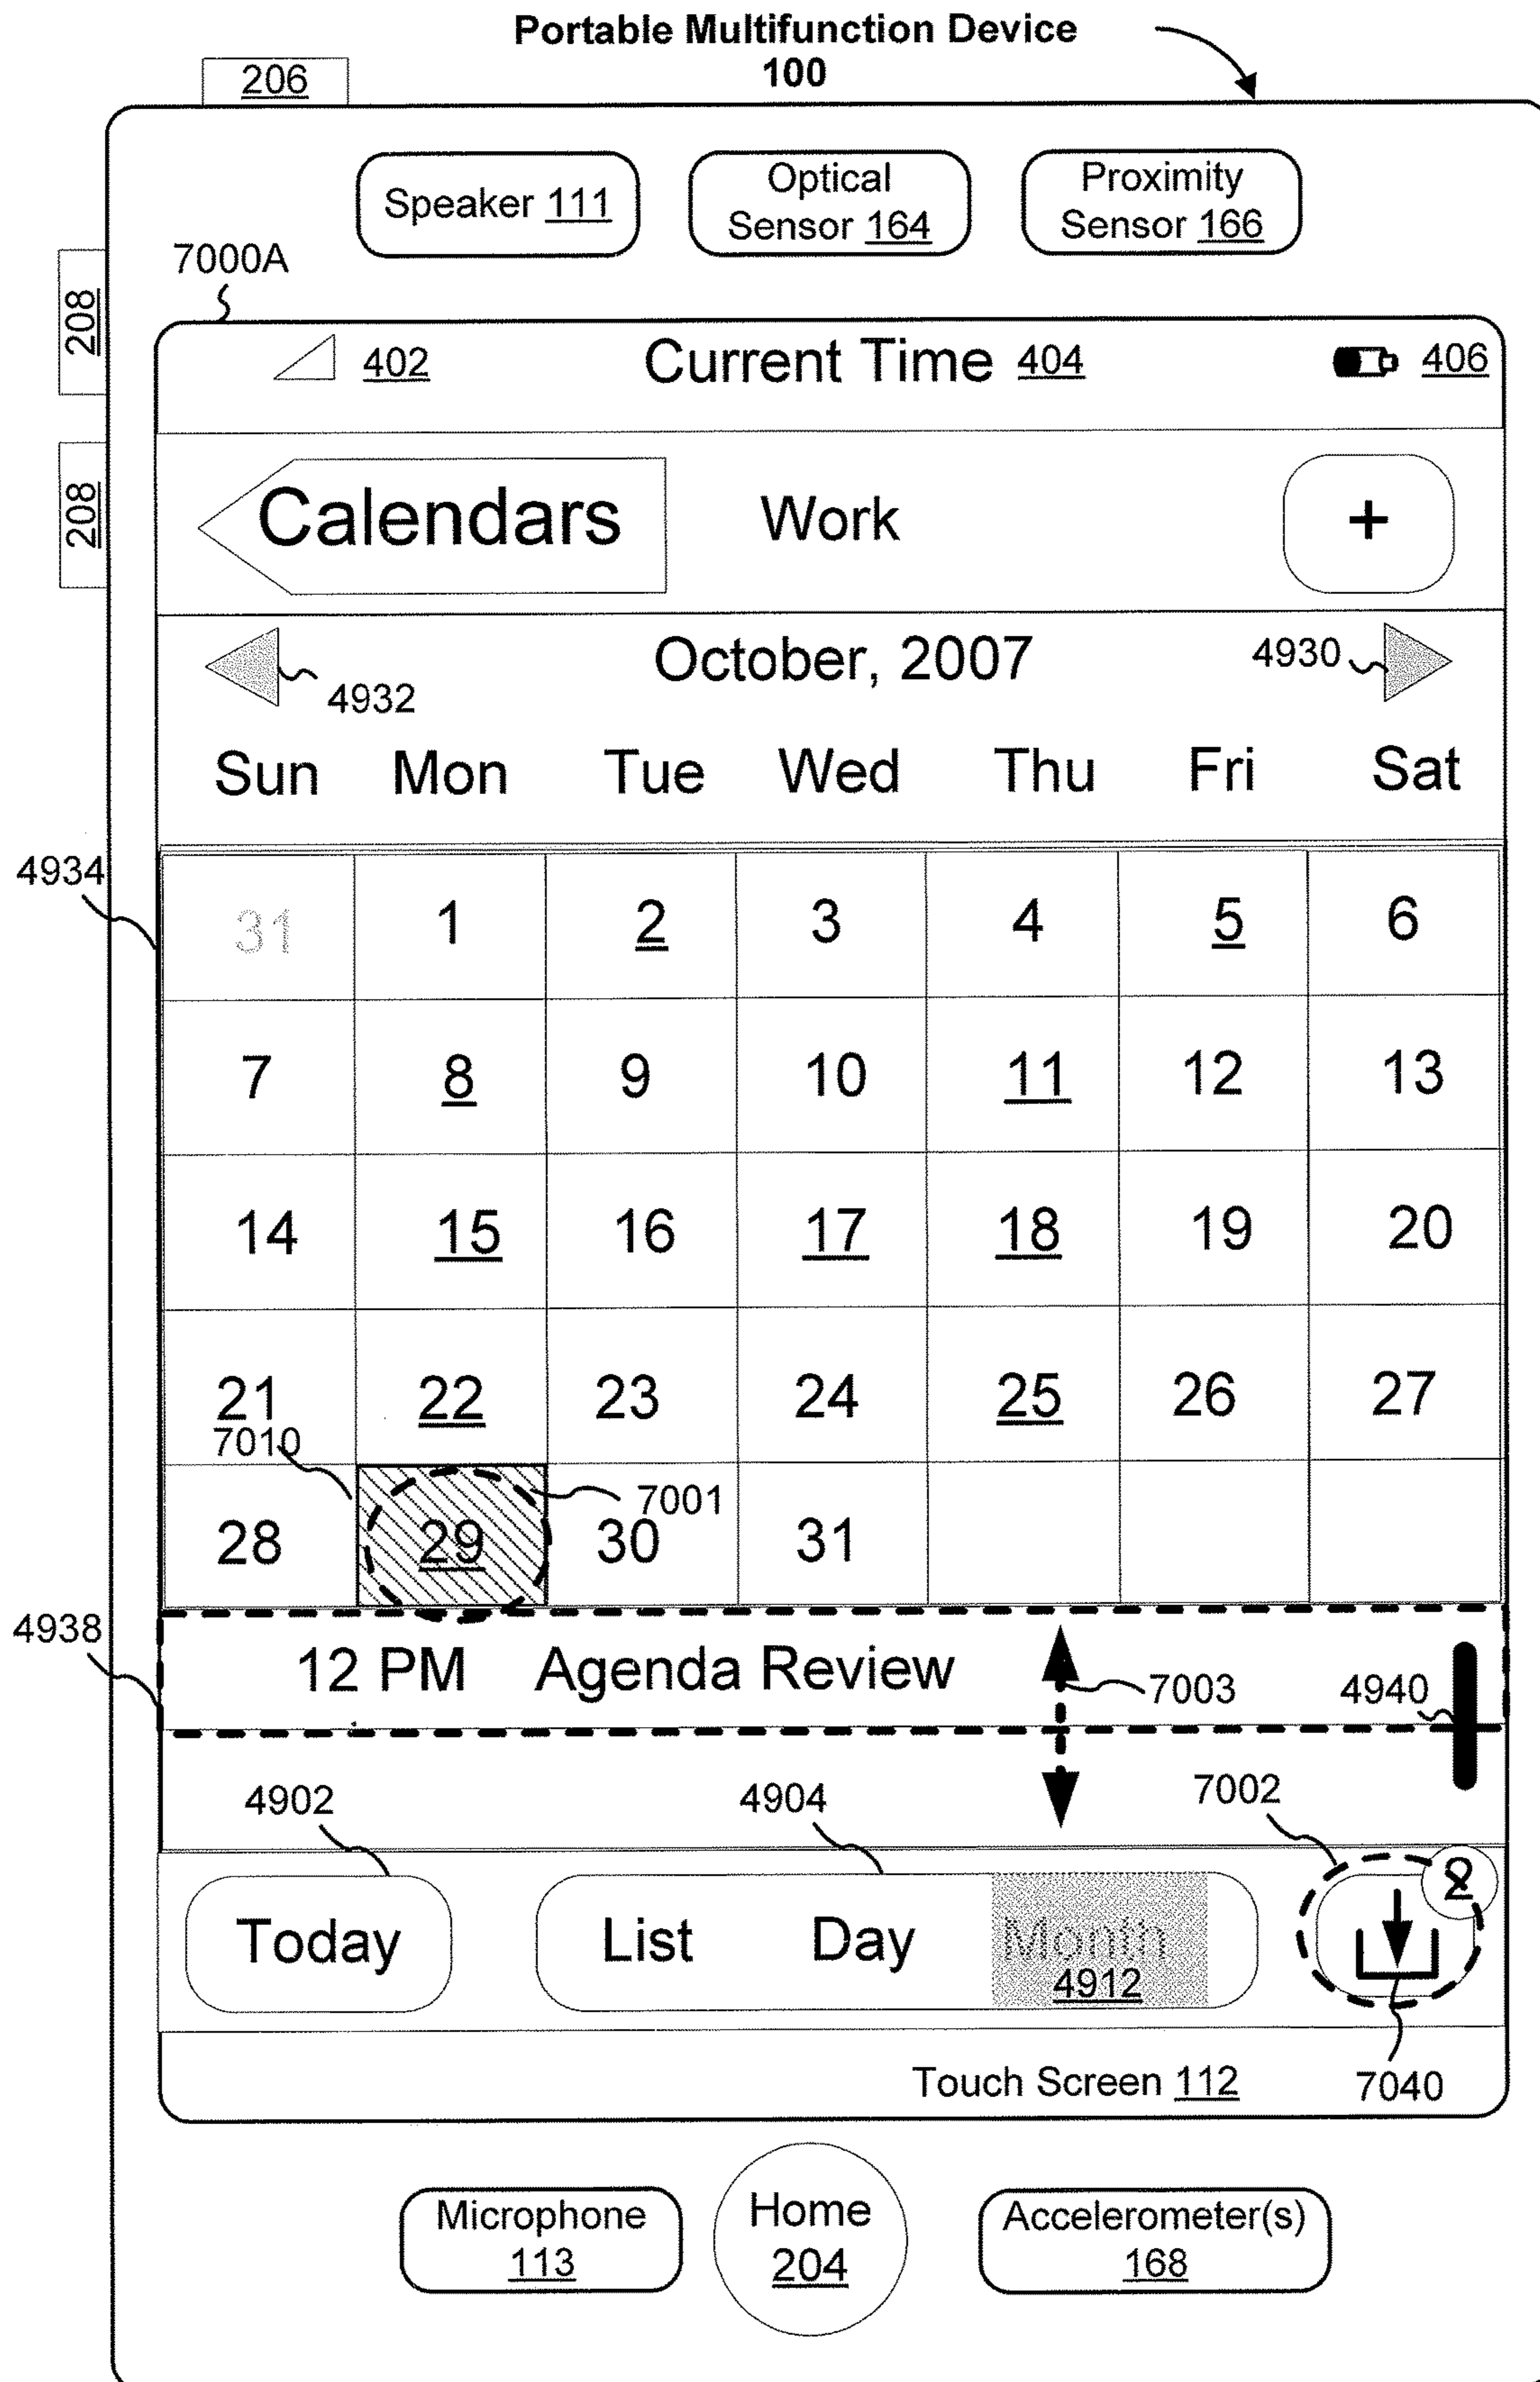 Portable Multifunction Device
100
206
Speaker 111
Optical
Sensor 164
Proximity
Sensor 166
7000A
208
402 Current Time 404 406
208
Calendars Work +
4932 October, 2007 4930
Sun Mon Tue Wed Thu Fri Sat
4934
31 1 2 3 4 5 6
7 8 9 10 11 12 13
14 15 16 17 18 19 20
21 22 23 24 25 26 27
7010 7001
28 29 30 31
4938
12 PM Agenda Review 7003 4940
4902 4904 7002
2
Today List Day Month
4912
Touch Screen 112 7040
Microphone
113
Home
204
Accelerometer(s)
168